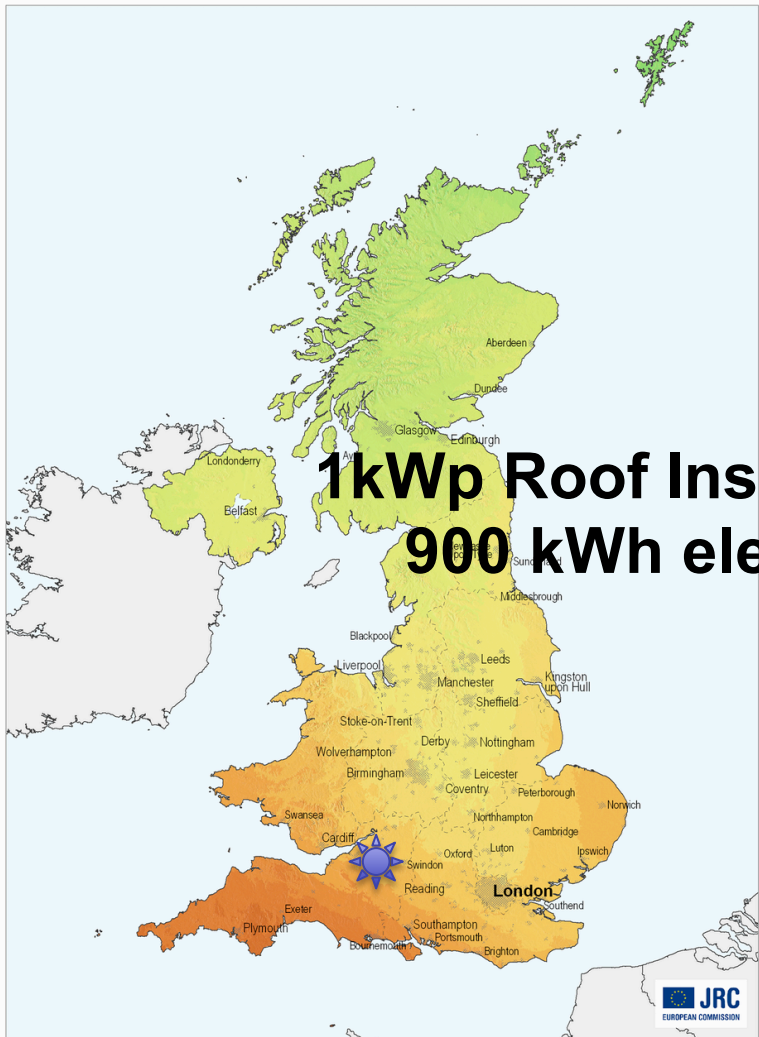 Aberdeen
Dundee
Glasgow
Edinburgh
Londonderry
1kWp Roof Ins
Belfast
900 kWh ele
Middlesbrough
Blackpool
Liverpool
Leeds
Manchester
Kingston
upon Hull
Sheffield
Stoke-on-Trent
Derby
Nottingham
Wolverhampton
Birmingham
Leicester
Coventry
Peterborough
Norwich
Swansea
Northhampton
Cambridge
Cardiff
Luton
Ipswich
Oxford
Swindon
Reading
London
Southend
Exeter
Plymouth
Southampton
Portsmouth
Bournemouth
Brighton
JRC
EUROPEAN COMMISSION